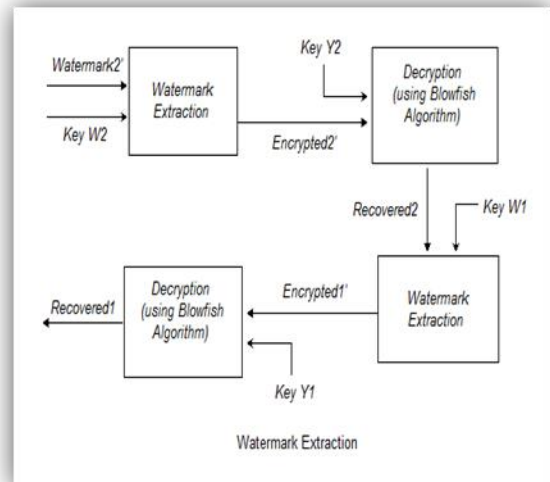 Watermark2'
Key W2
Watermark
Extraction
Encrypted2'
Key Y2
Decryption
(using Blowfish
Algorithm)
Recovered2
Key W1
Watermark
Extraction
Encrypted1'
Decryption
(using Blowfish
Algorithm)
Key Y1
Recovered1
Watermark Extraction